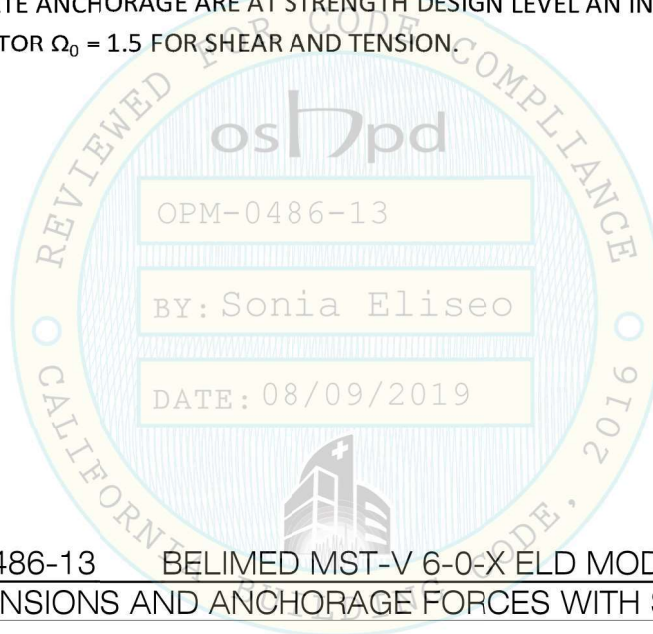 TE ANCHORAGE ARE AT STRENGTH DESIGN LEVEL AN IN
TOR Ω₀ = 1.5 FOR SHEAR AND TENSION.
REVIEWED FOR CODE COMPLIANCE
oshpd
OPM-0486-13
BY: Sonia Eliseo
DATE: 08/09/2019
CALIFORNIA BUILDING CODE, 2016
486-13 BELIMED MST-V 6-0-X ELD MOD
NSIONS AND ANCHORAGE FORCES WITH S